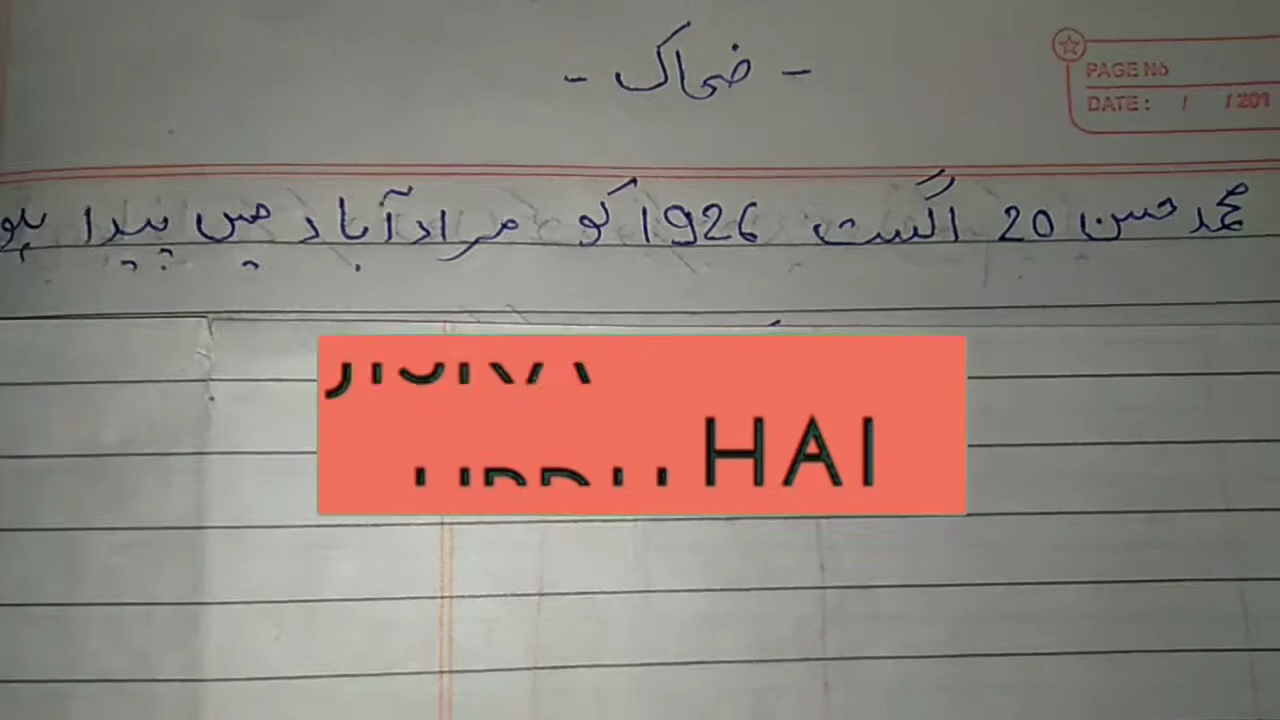 - ضحاک -
PAGE No
DATE : / / 201
محمد حسن 20 اگست 1926 کو مرادآباد میں پیدا ہو
HAI